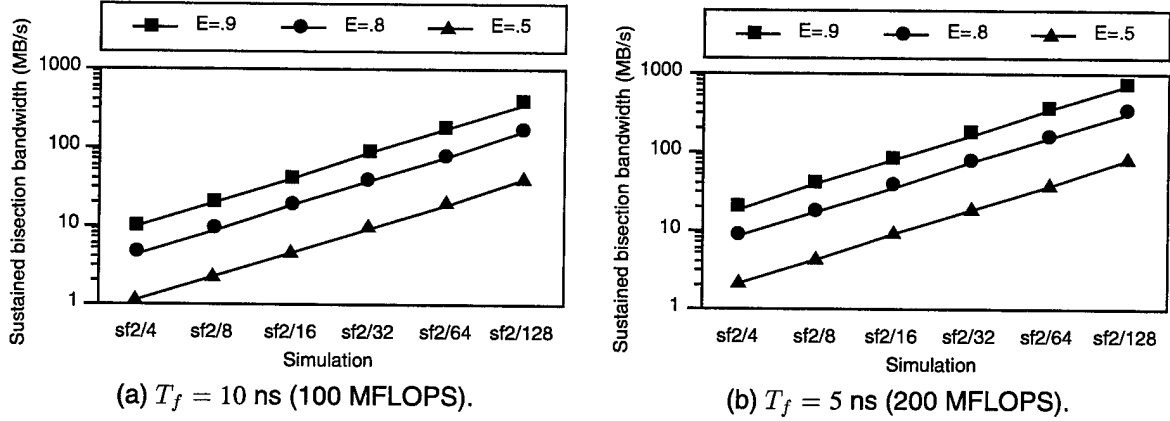 E=.9 E=.8 E=.5
Sustained bisection bandwidth (MB/s)
1000
100
10
1
sf2/4 sf2/8 sf2/16 sf2/32 sf2/64 sf2/128
Simulation
(a) T_f = 10 ns (100 MFLOPS).
E=.9 E=.8 E=.5
Sustained bisection bandwidth (MB/s)
1000
100
10
1
sf2/4 sf2/8 sf2/16 sf2/32 sf2/64 sf2/128
Simulation
(b) T_f = 5 ns (200 MFLOPS).